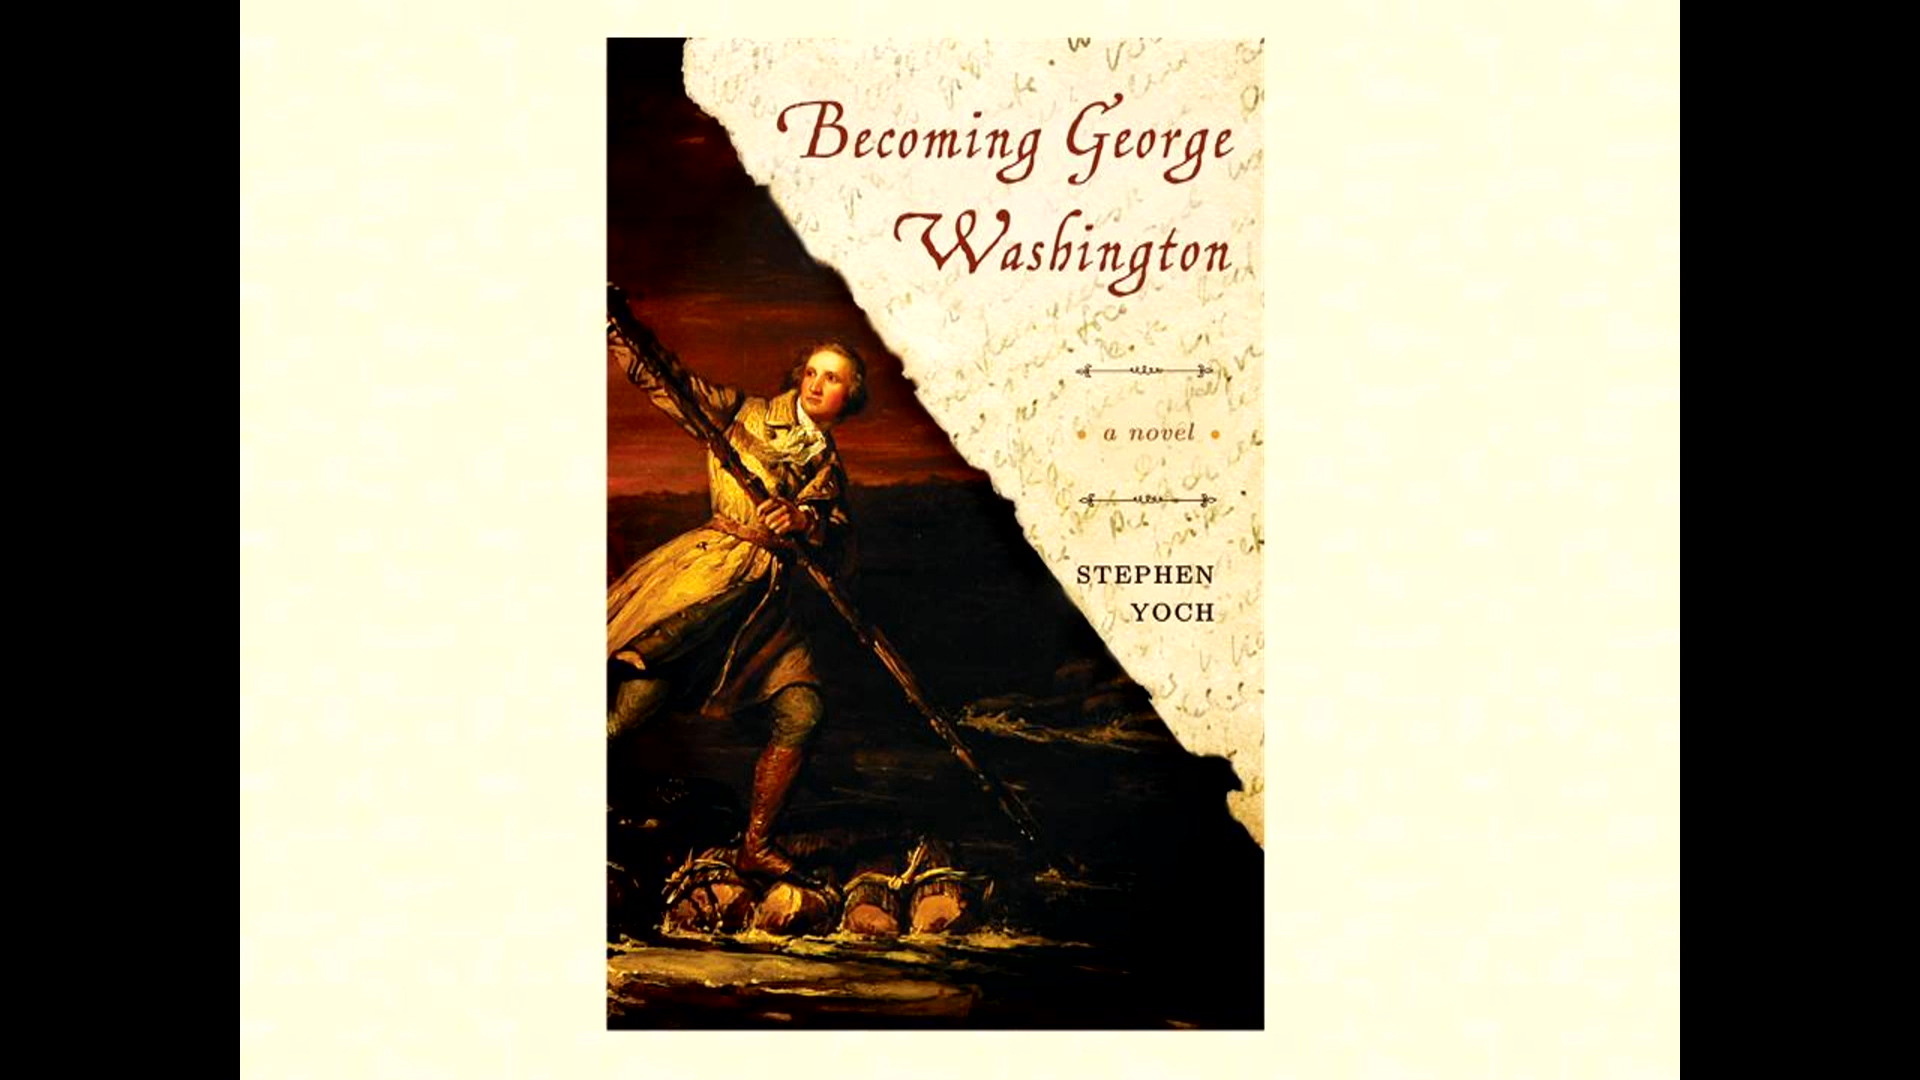 Becoming George
Washington
• a novel •
STEPHEN
YOCH